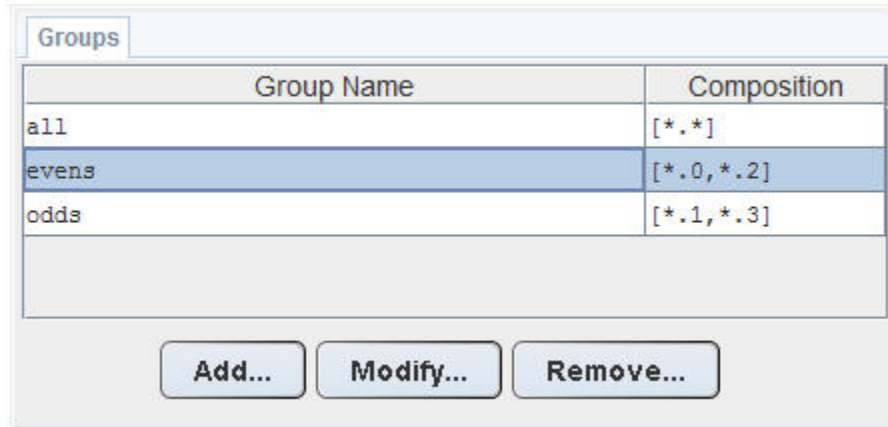 Groups
Group Name Composition
all [*.*]
evens [*.0,*.2]
odds [*.1,*.3]
Add... Modify... Remove...